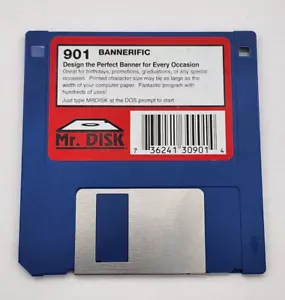 901 BANNERIFIC
Design the Perfect Banner for Every Occasion
Great for birthdays, promotions, graduations, or any special
occasion. Printed character size may be as large as the
width of your computer paper. Fantastic program with
hundreds of uses!
Just type MRDISK at the DOS prompt to start
Mr. DISK
7 36241 30901 4